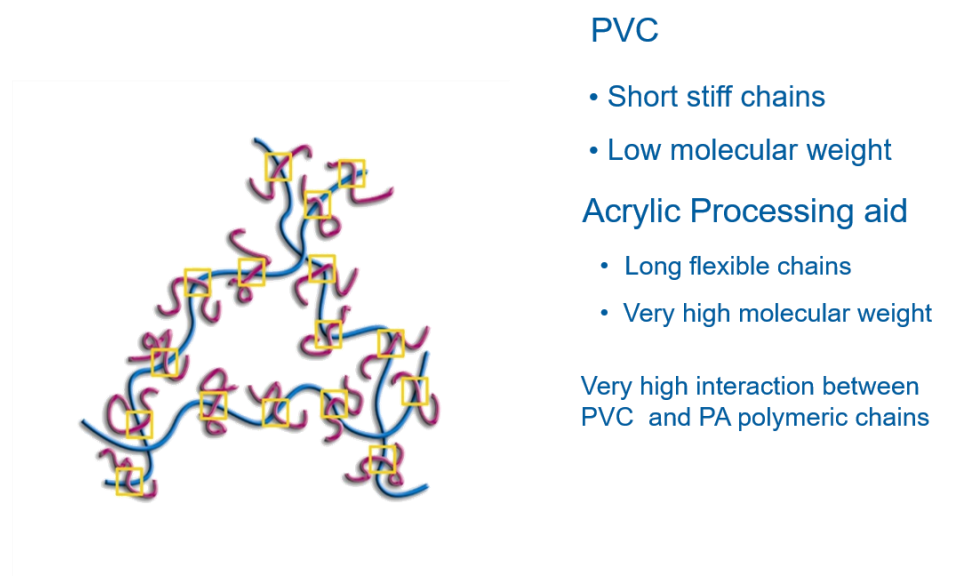 PVC
• Short stiff chains
• Low molecular weight
Acrylic Processing aid
• Long flexible chains
• Very high molecular weight
Very high interaction between
PVC and PA polymeric chains